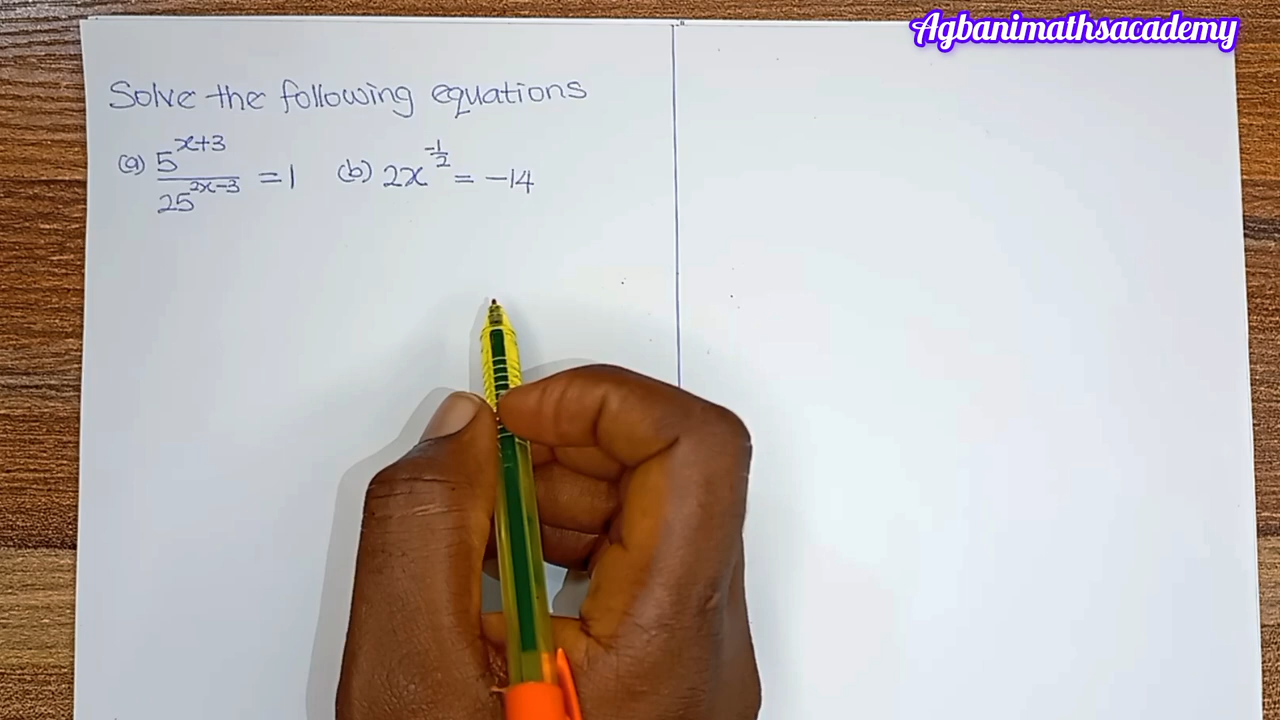 Agbanimathsacademy
Solve the following equations
(a) 5^{x+3}/25^{2x-3} = 1 (b) 2x^{-1/2} = -14